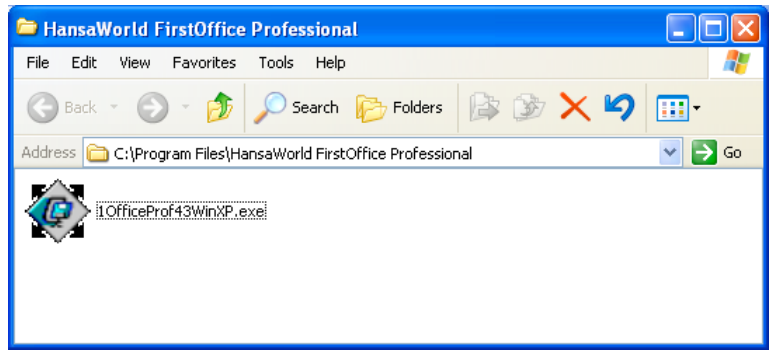 HansaWorld FirstOffice Professional
File Edit View Favorites Tools Help
Back Search Folders
Address C:\Program Files\HansaWorld FirstOffice Professional Go
1OfficeProf43WinXP.exe